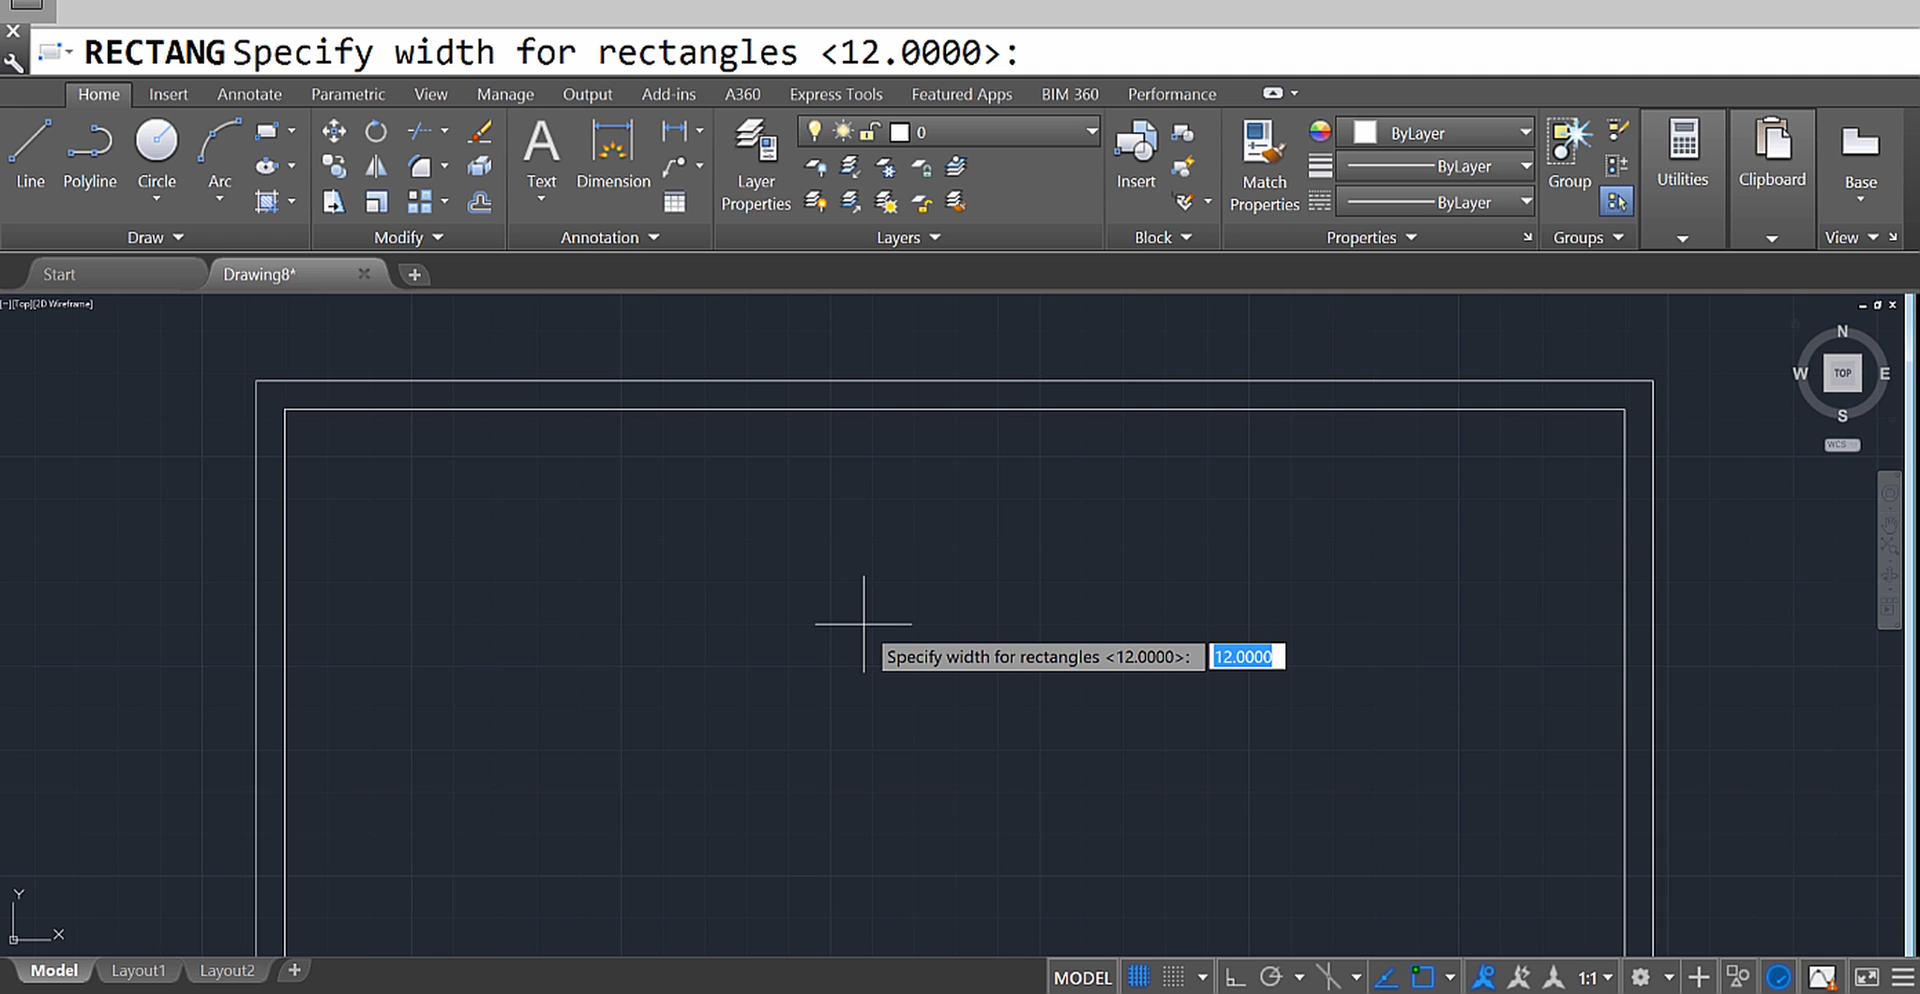 RECTANG Specify width for rectangles <12.0000>:
Home Insert Annotate Parametric View Manage Output Add-ins A360 Express Tools Featured Apps BIM 360 Performance
0
ByLayer
ByLayer
ByLayer
Line Polyline Circle Arc
Text Dimension
Layer Properties
Insert
Match Properties
Group
Utilities
Clipboard
Base
Draw Modify Annotation Layers Block Properties Groups View
Start Drawing8*
[−][Top][2D Wireframe]
N
W TOP E
S
WCS
Specify width for rectangles <12.0000>: 12.0000
Y
X
Model Layout1 Layout2
MODEL 1:1